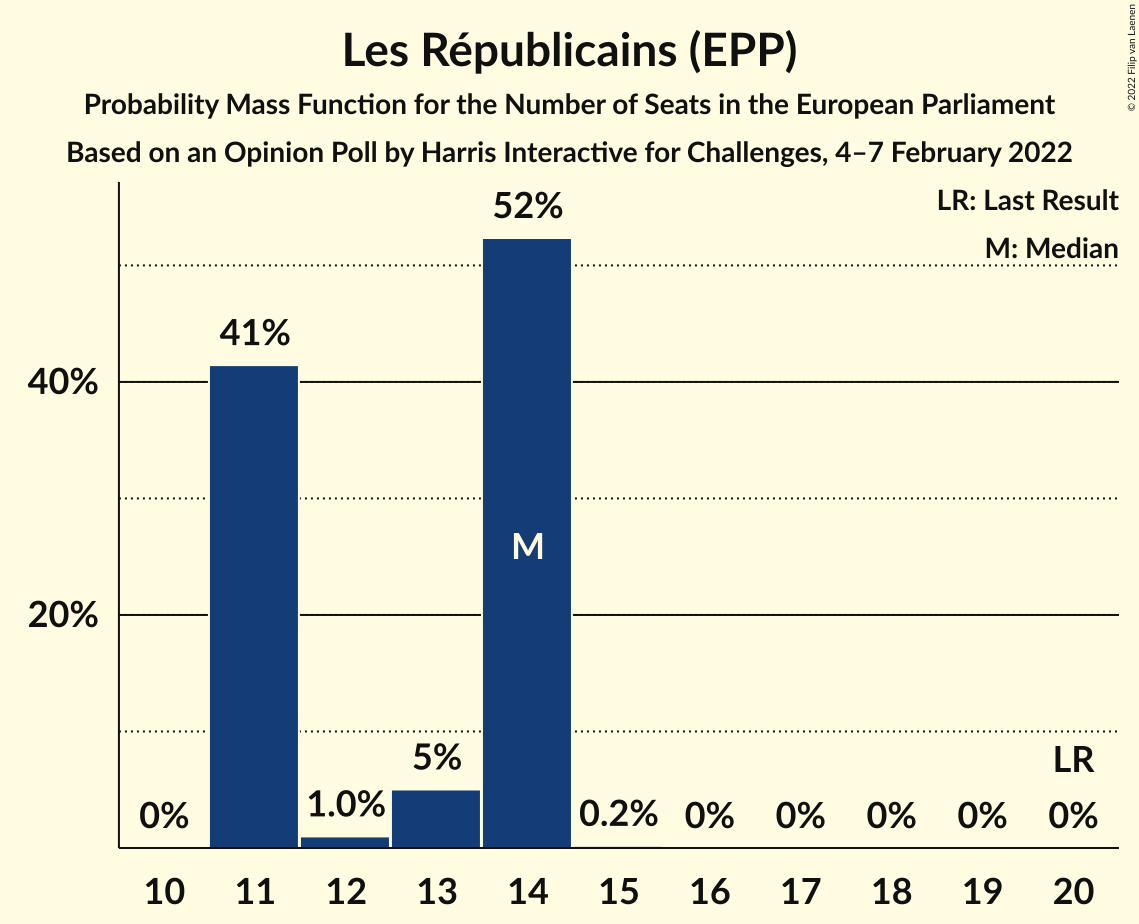 Les Républicains (EPP)
Probability Mass Function for the Number of Seats in the European Parliament
Based on an Opinion Poll by Harris Interactive for Challenges, 4–7 February 2022
© 2022 Filip van Laenen
LR: Last Result
M: Median
52%
41%
40%
M
20%
5%
LR
0%
1.0%
0.2%
0%
0%
0%
0%
0%
10 11 12 13 14 15 16 17 18 19 20